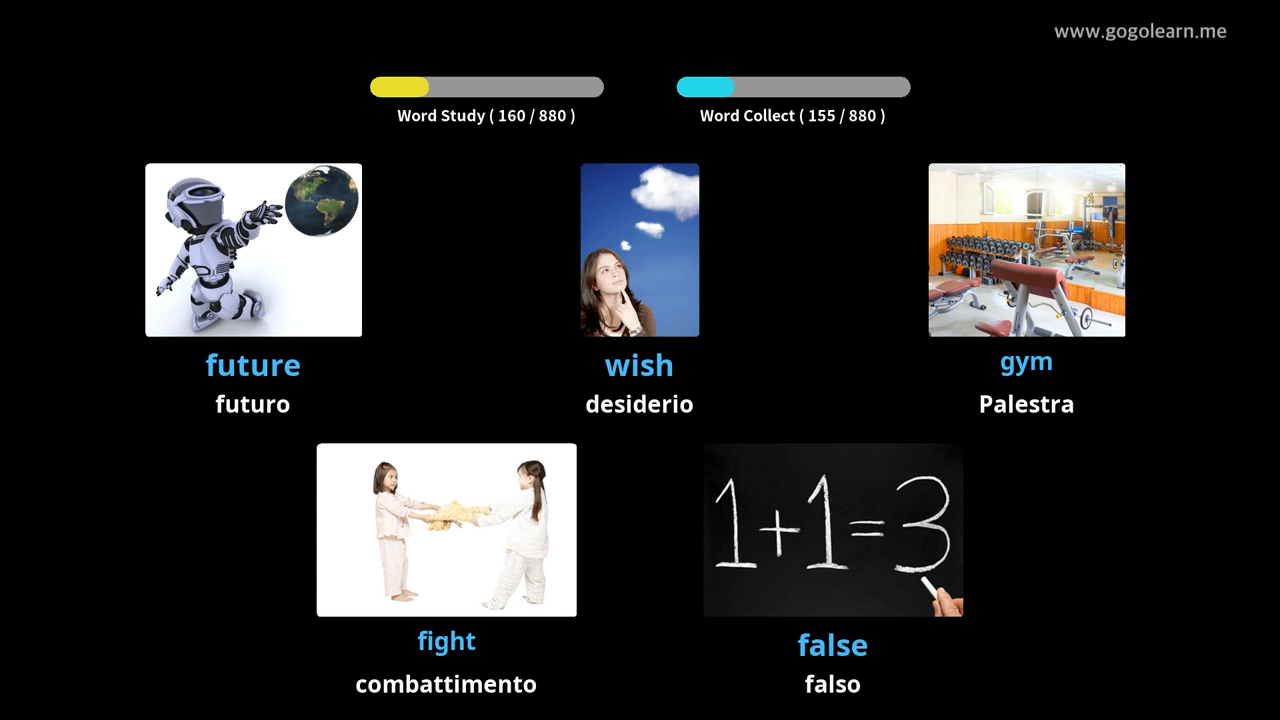 www.gogolearn.me
Word Study ( 160 / 880 )
Word Collect ( 155 / 880 )
future
futuro
wish
desiderio
gym
Palestra
fight
combattimento
1+1=3
false
falso